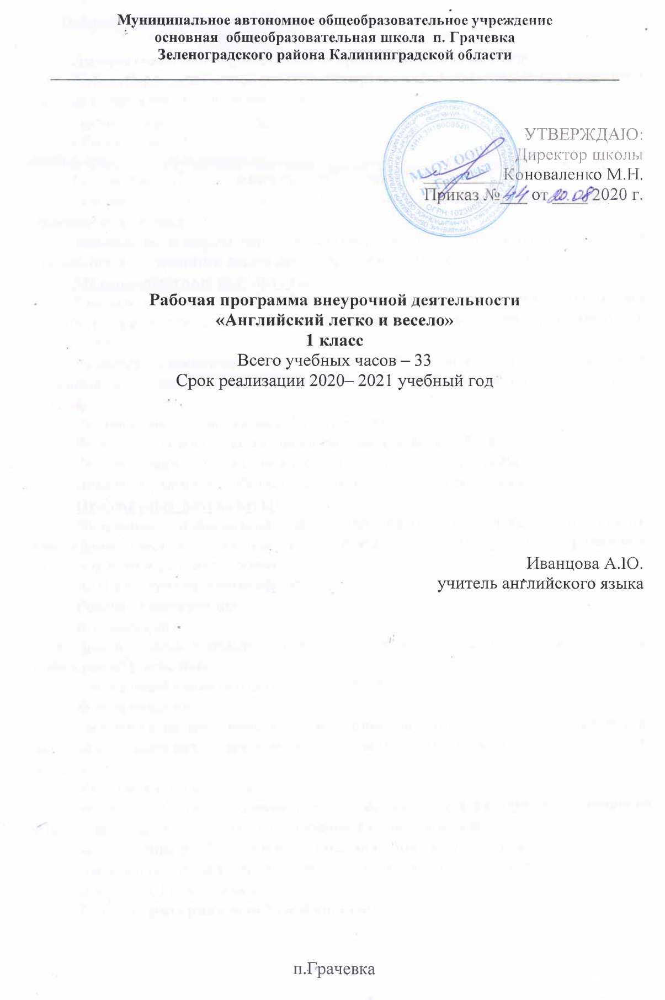 Муниципальное автономное общеобразовательное учреждение
основная общеобразовательная школа п. Грачевка
Зеленоградского района Калининградской области
УТВЕРЖДАЮ:
Директор школы
Коноваленко М.Н.
Приказ № 44 от 20.08 2020 г.
МАОУ ООШ
п. Грачевка
Рабочая программа внеурочной деятельности
«Английский легко и весело»
1 класс
Всего учебных часов – 33
Срок реализации 2020– 2021 учебный год
Иванцова А.Ю.
учитель английского языка
п.Грачевка